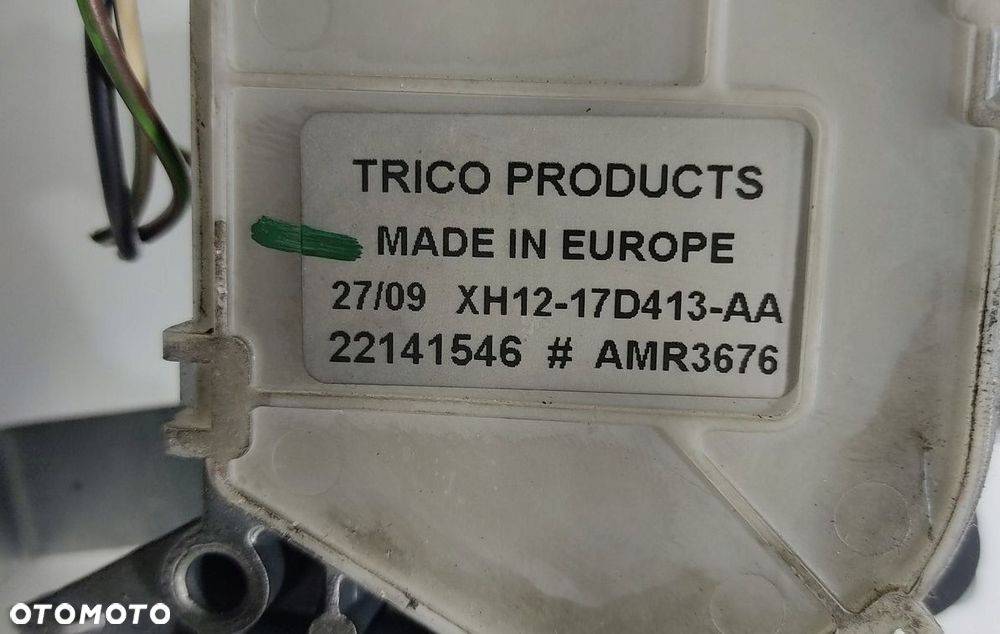 TRICO PRODUCTS
MADE IN EUROPE
27/09 XH12-17D413-AA
22141546 # AMR3676
OTOMOTO